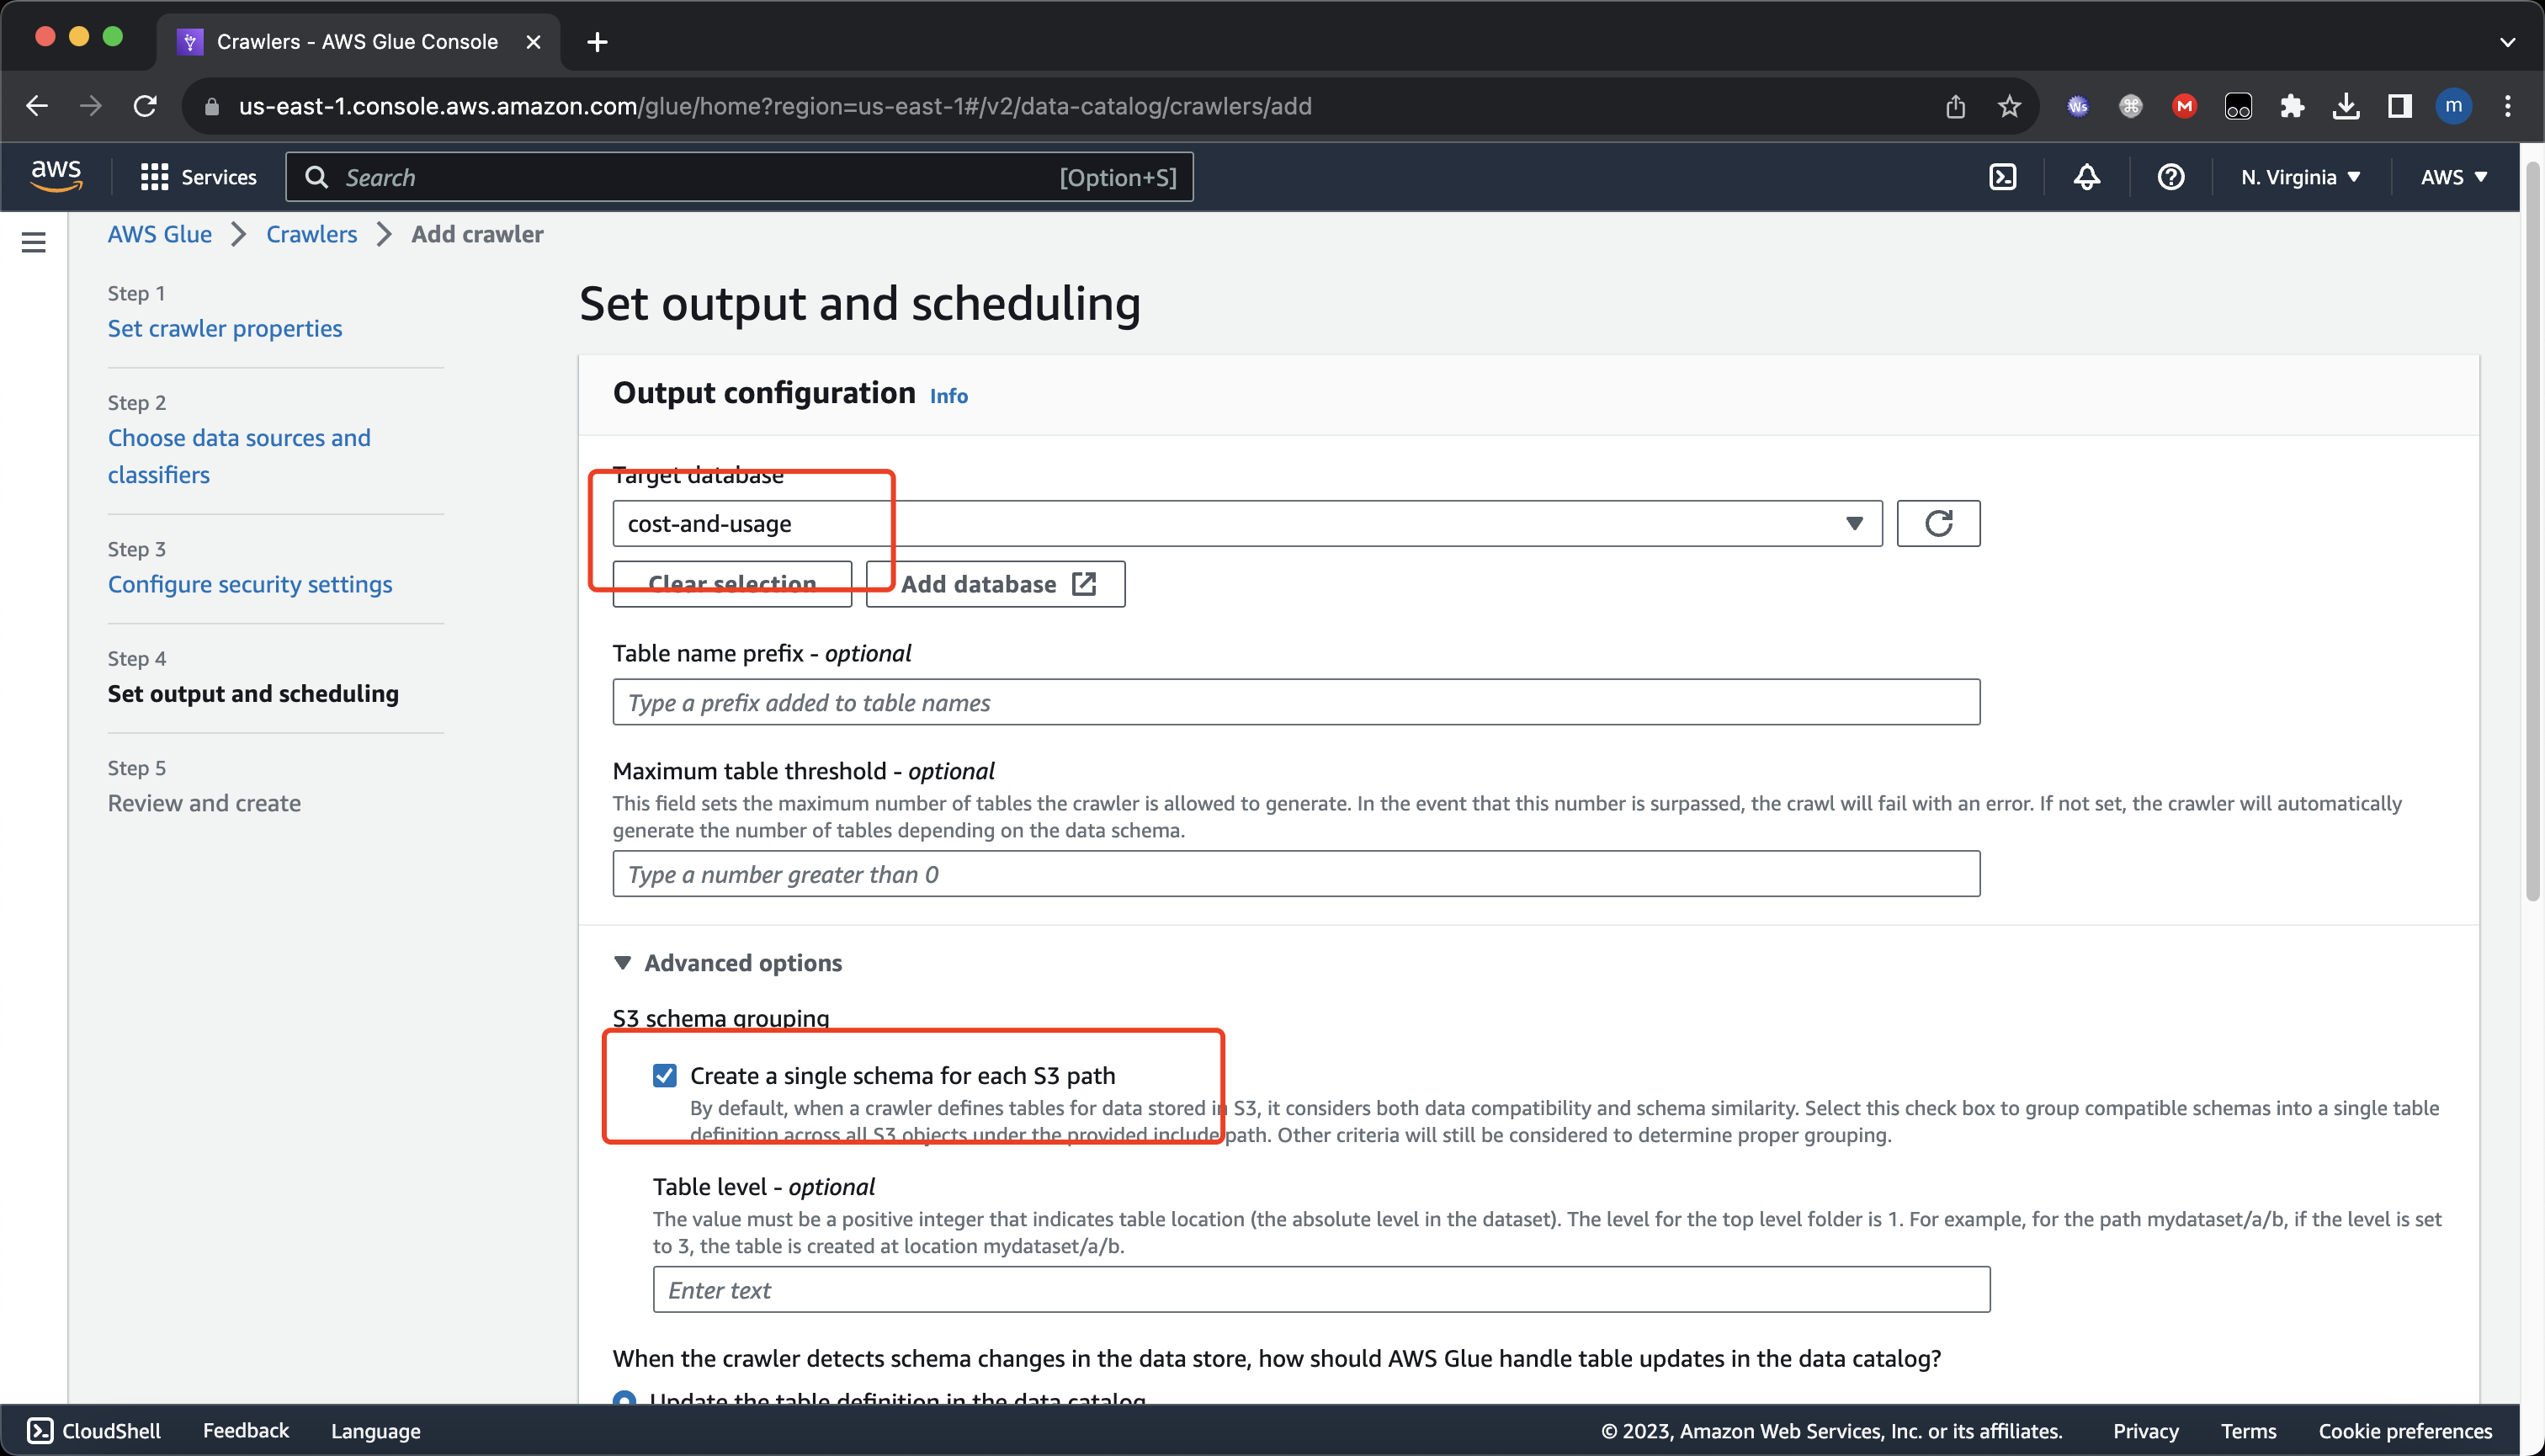 Crawlers - AWS Glue Console
us-east-1.console.aws.amazon.com/glue/home?region=us-east-1#/v2/data-catalog/crawlers/add
Ws
M
m
aws
Services
Search
[Option+S]
N. Virginia
AWS
AWS Glue
Crawlers
Add crawler
Step 1
Set crawler properties
Step 2
Choose data sources and
classifiers
Step 3
Configure security settings
Step 4
Set output and scheduling
Step 5
Review and create
Set output and scheduling
Output configuration Info
Target database
cost-and-usage
Clear selection
Add database
Table name prefix - optional
Type a prefix added to table names
Maximum table threshold - optional
This field sets the maximum number of tables the crawler is allowed to generate. In the event that this number is surpassed, the crawl will fail with an error. If not set, the crawler will automatically
generate the number of tables depending on the data schema.
Type a number greater than 0
Advanced options
S3 schema grouping
Create a single schema for each S3 path
By default, when a crawler defines tables for data stored in S3, it considers both data compatibility and schema similarity. Select this check box to group compatible schemas into a single table
definition across all S3 objects under the provided include path. Other criteria will still be considered to determine proper grouping.
Table level - optional
The value must be a positive integer that indicates table location (the absolute level in the dataset). The level for the top level folder is 1. For example, for the path mydataset/a/b, if the level is set
to 3, the table is created at location mydataset/a/b.
Enter text
When the crawler detects schema changes in the data store, how should AWS Glue handle table updates in the data catalog?
Update the table definition in the data catalog
CloudShell
Feedback
Language
© 2023, Amazon Web Services, Inc. or its affiliates.
Privacy
Terms
Cookie preferences